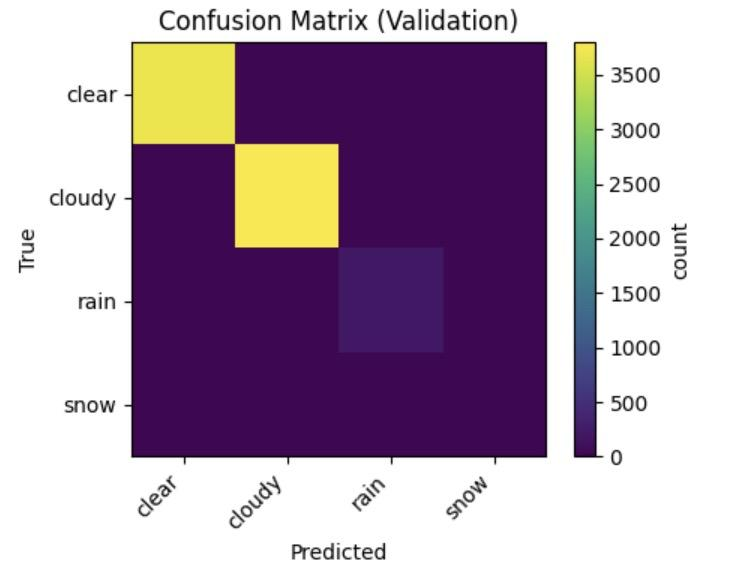 Confusion Matrix (Validation)
clear
cloudy
rain
snow
True
clear
cloudy
rain
snow
Predicted
3500
3000
2500
2000
1500
1000
500
0
count